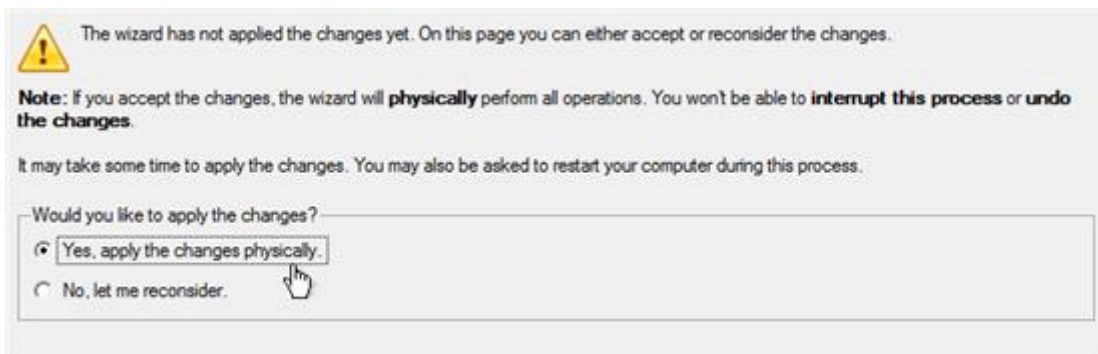 The wizard has not applied the changes yet. On this page you can either accept or reconsider the changes.
Note: If you accept the changes, the wizard will physically perform all operations. You won't be able to interrupt this process or undo
the changes.
It may take some time to apply the changes. You may also be asked to restart your computer during this process.
Would you like to apply the changes?
Yes, apply the changes physically.
No, let me reconsider.